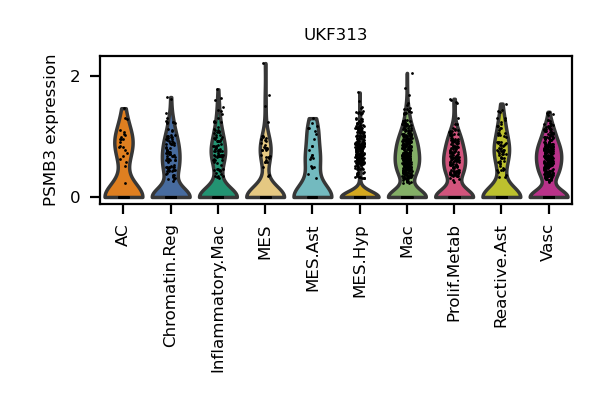 UKF313
PSMB3 expression
2
0
AC
Chromatin.Reg
Inflammatory.Mac
MES
MES.Ast
MES.Hyp
Mac
Prolif.Metab
Reactive.Ast
Vasc